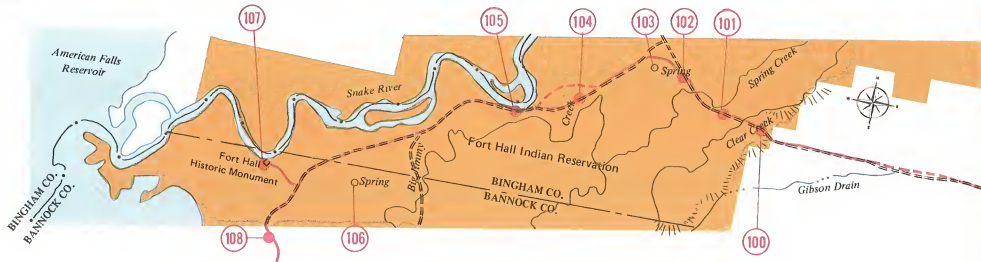 107
105
104
103
102
101
American Falls
Reservoir
Snake River
Spring
Spring Creek
Creek
Clear Creek
N
Fort Hall
Historic Monument
Spring
Big Jimmy
Fort Hall Indian Reservation
BINGHAM CO.
BANNOCK CO.
BINGHAM CO.
BANNOCK CO.
Gibson Drain
108
106
100